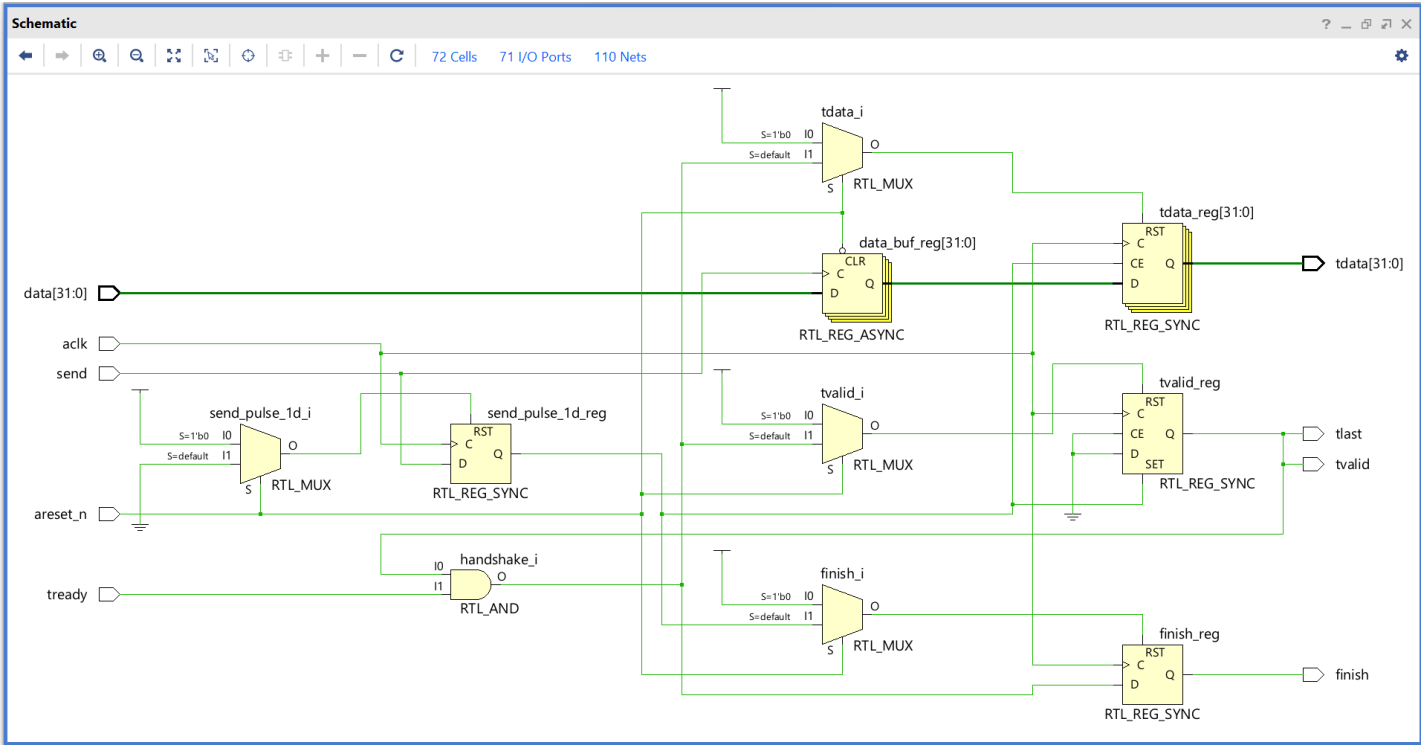 Schematic
72 Cells 71 I/O Ports 110 Nets
tdata_i
S=1'b0 I0
S=default I1
O
S
RTL_MUX
tdata_reg[31:0]
RST
C
CE
Q
D
RTL_REG_SYNC
tdata[31:0]
data_buf_reg[31:0]
CLR
C
Q
D
RTL_REG_ASYNC
data[31:0]
aclk
send
send_pulse_1d_i
S=1'b0 I0
S=default I1
O
S
RTL_MUX
send_pulse_1d_reg
RST
C
Q
D
RTL_REG_SYNC
tvalid_i
S=1'b0 I0
S=default I1
O
S
RTL_MUX
tvalid_reg
RST
C
CE
Q
D
SET
RTL_REG_SYNC
tlast
tvalid
areset_n
handshake_i
I0
O
I1
RTL_AND
tready
finish_i
S=1'b0 I0
S=default I1
O
S
RTL_MUX
finish_reg
RST
C
Q
D
RTL_REG_SYNC
finish